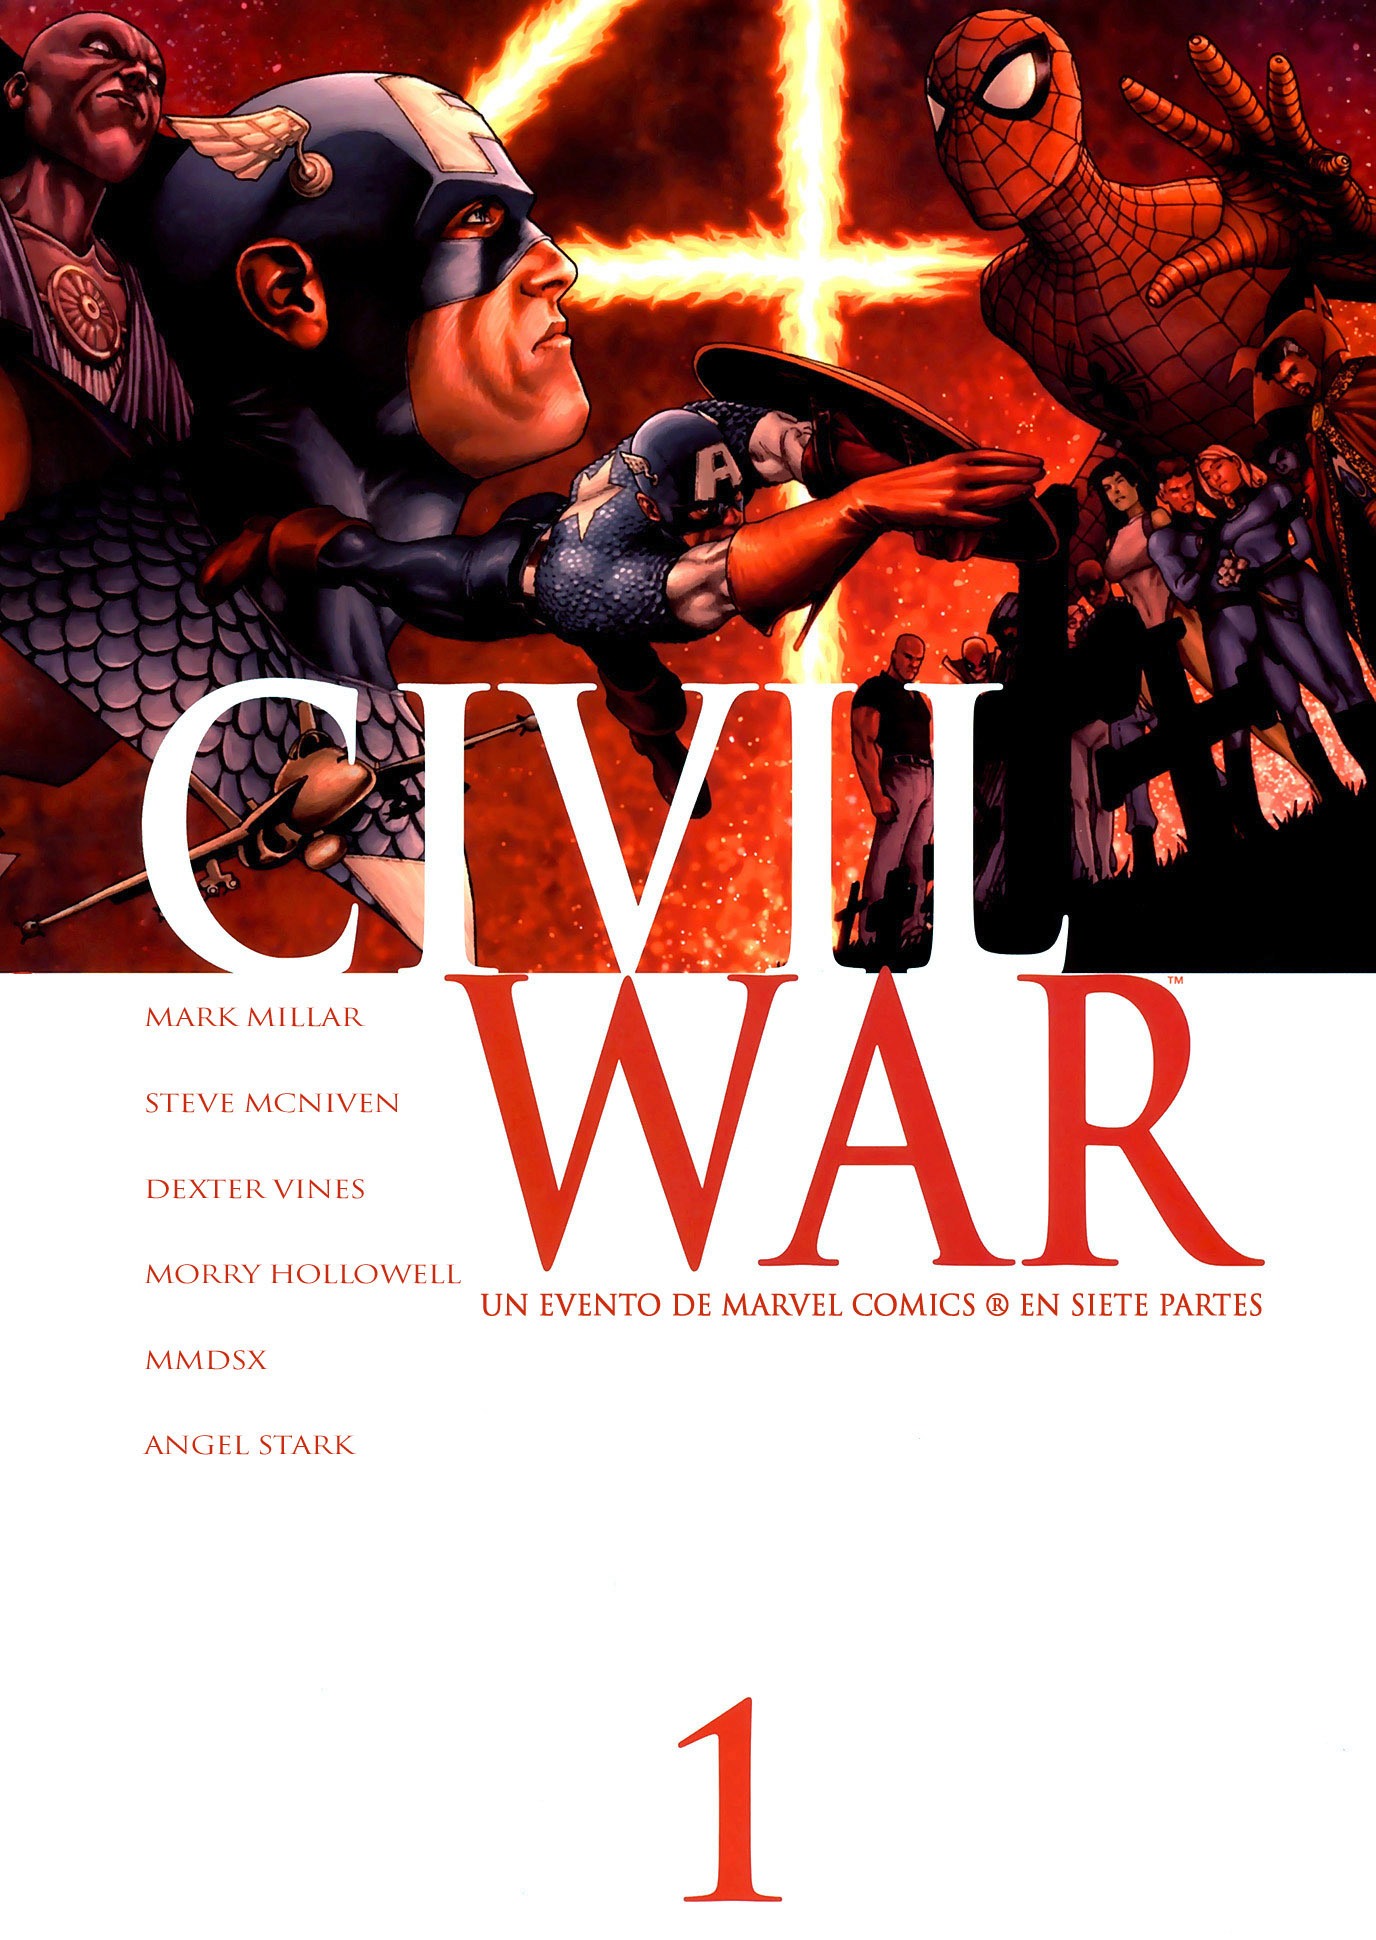 A
CIVIL
WAR™
MARK MILLAR
STEVE MCNIVEN
DEXTER VINES
MORRY HOLLOWELL
UN EVENTO DE MARVEL COMICS ® EN SIETE PARTES
MMDSX
ANGEL STARK
1